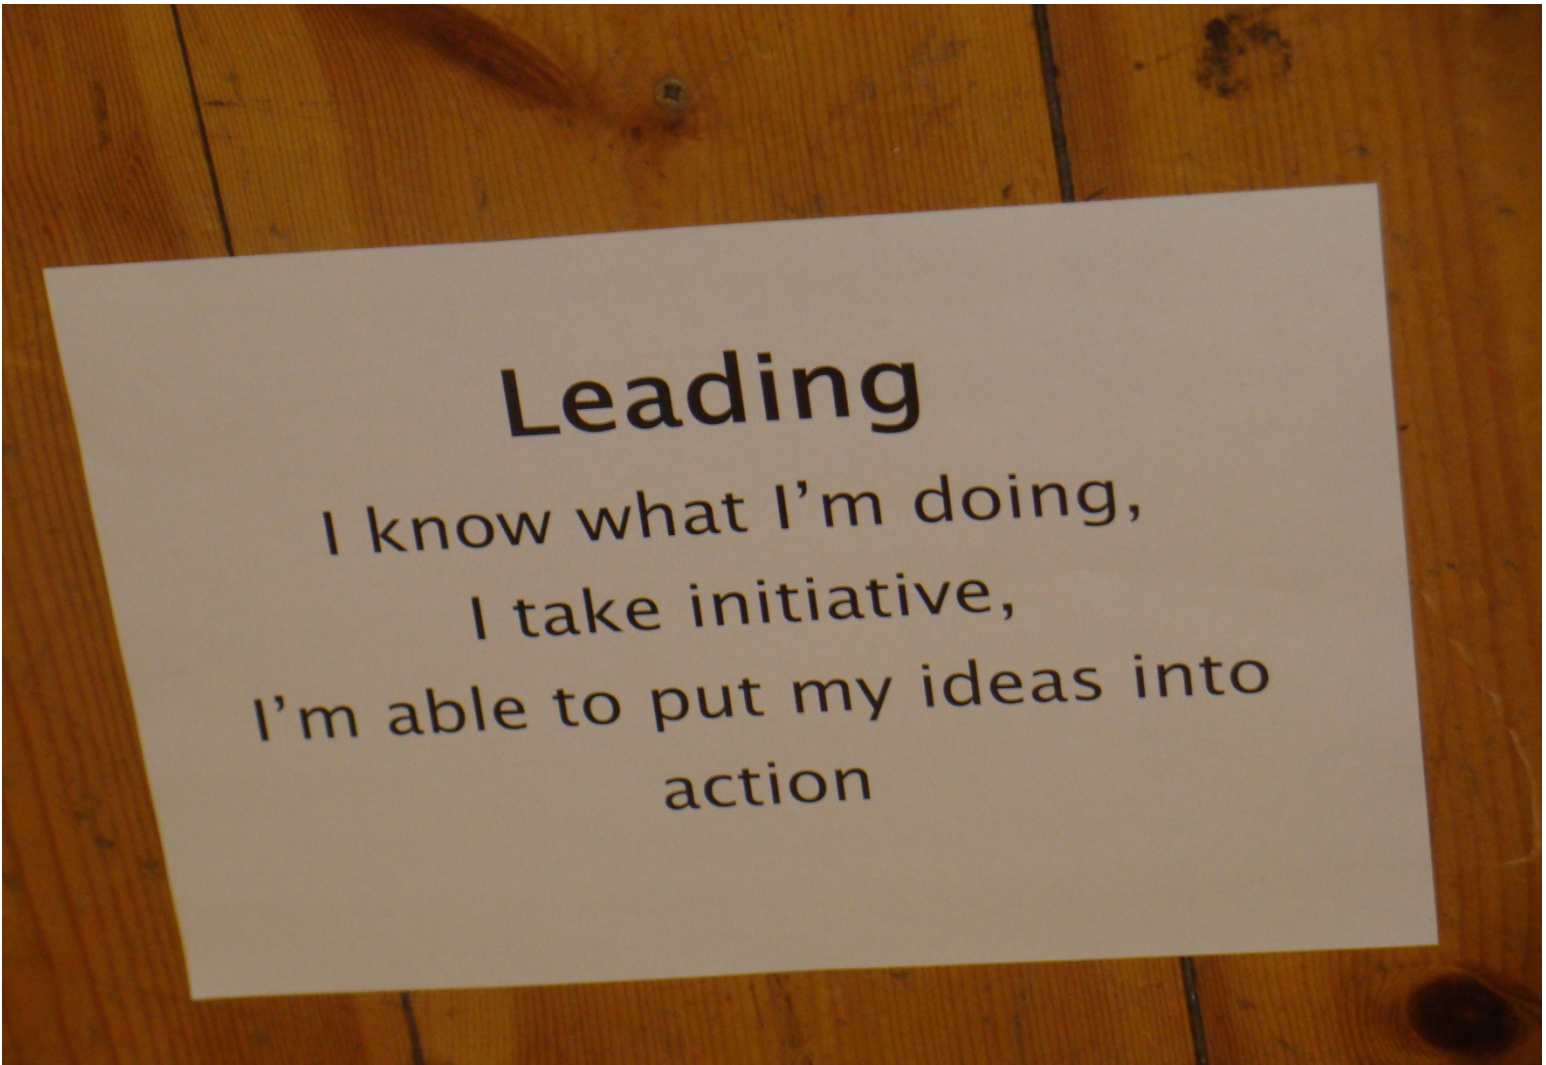 Leading
I know what I’m doing,
I take initiative,
I’m able to put my ideas into
action